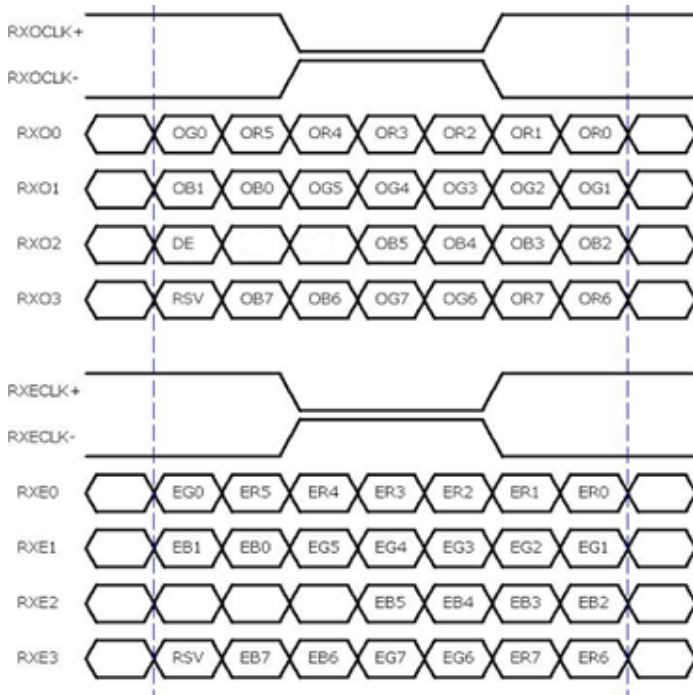 RXOCLK+
RXOCLK-
RXO0 OG0 OR5 OR4 OR3 OR2 OR1 OR0
RXO1 OB1 OB0 OG5 OG4 OG3 OG2 OG1
RXO2 DE OB5 OB4 OB3 OB2
RXO3 RSV OB7 OB6 OG7 OG6 OR7 OR6
RXECLK+
RXECLK-
RXE0 EG0 ER5 ER4 ER3 ER2 ER1 ER0
RXE1 EB1 EB0 EG5 EG4 EG3 EG2 EG1
RXE2 EB5 EB4 EB3 EB2
RXE3 RSV EB7 EB6 EG7 EG6 ER7 ER6